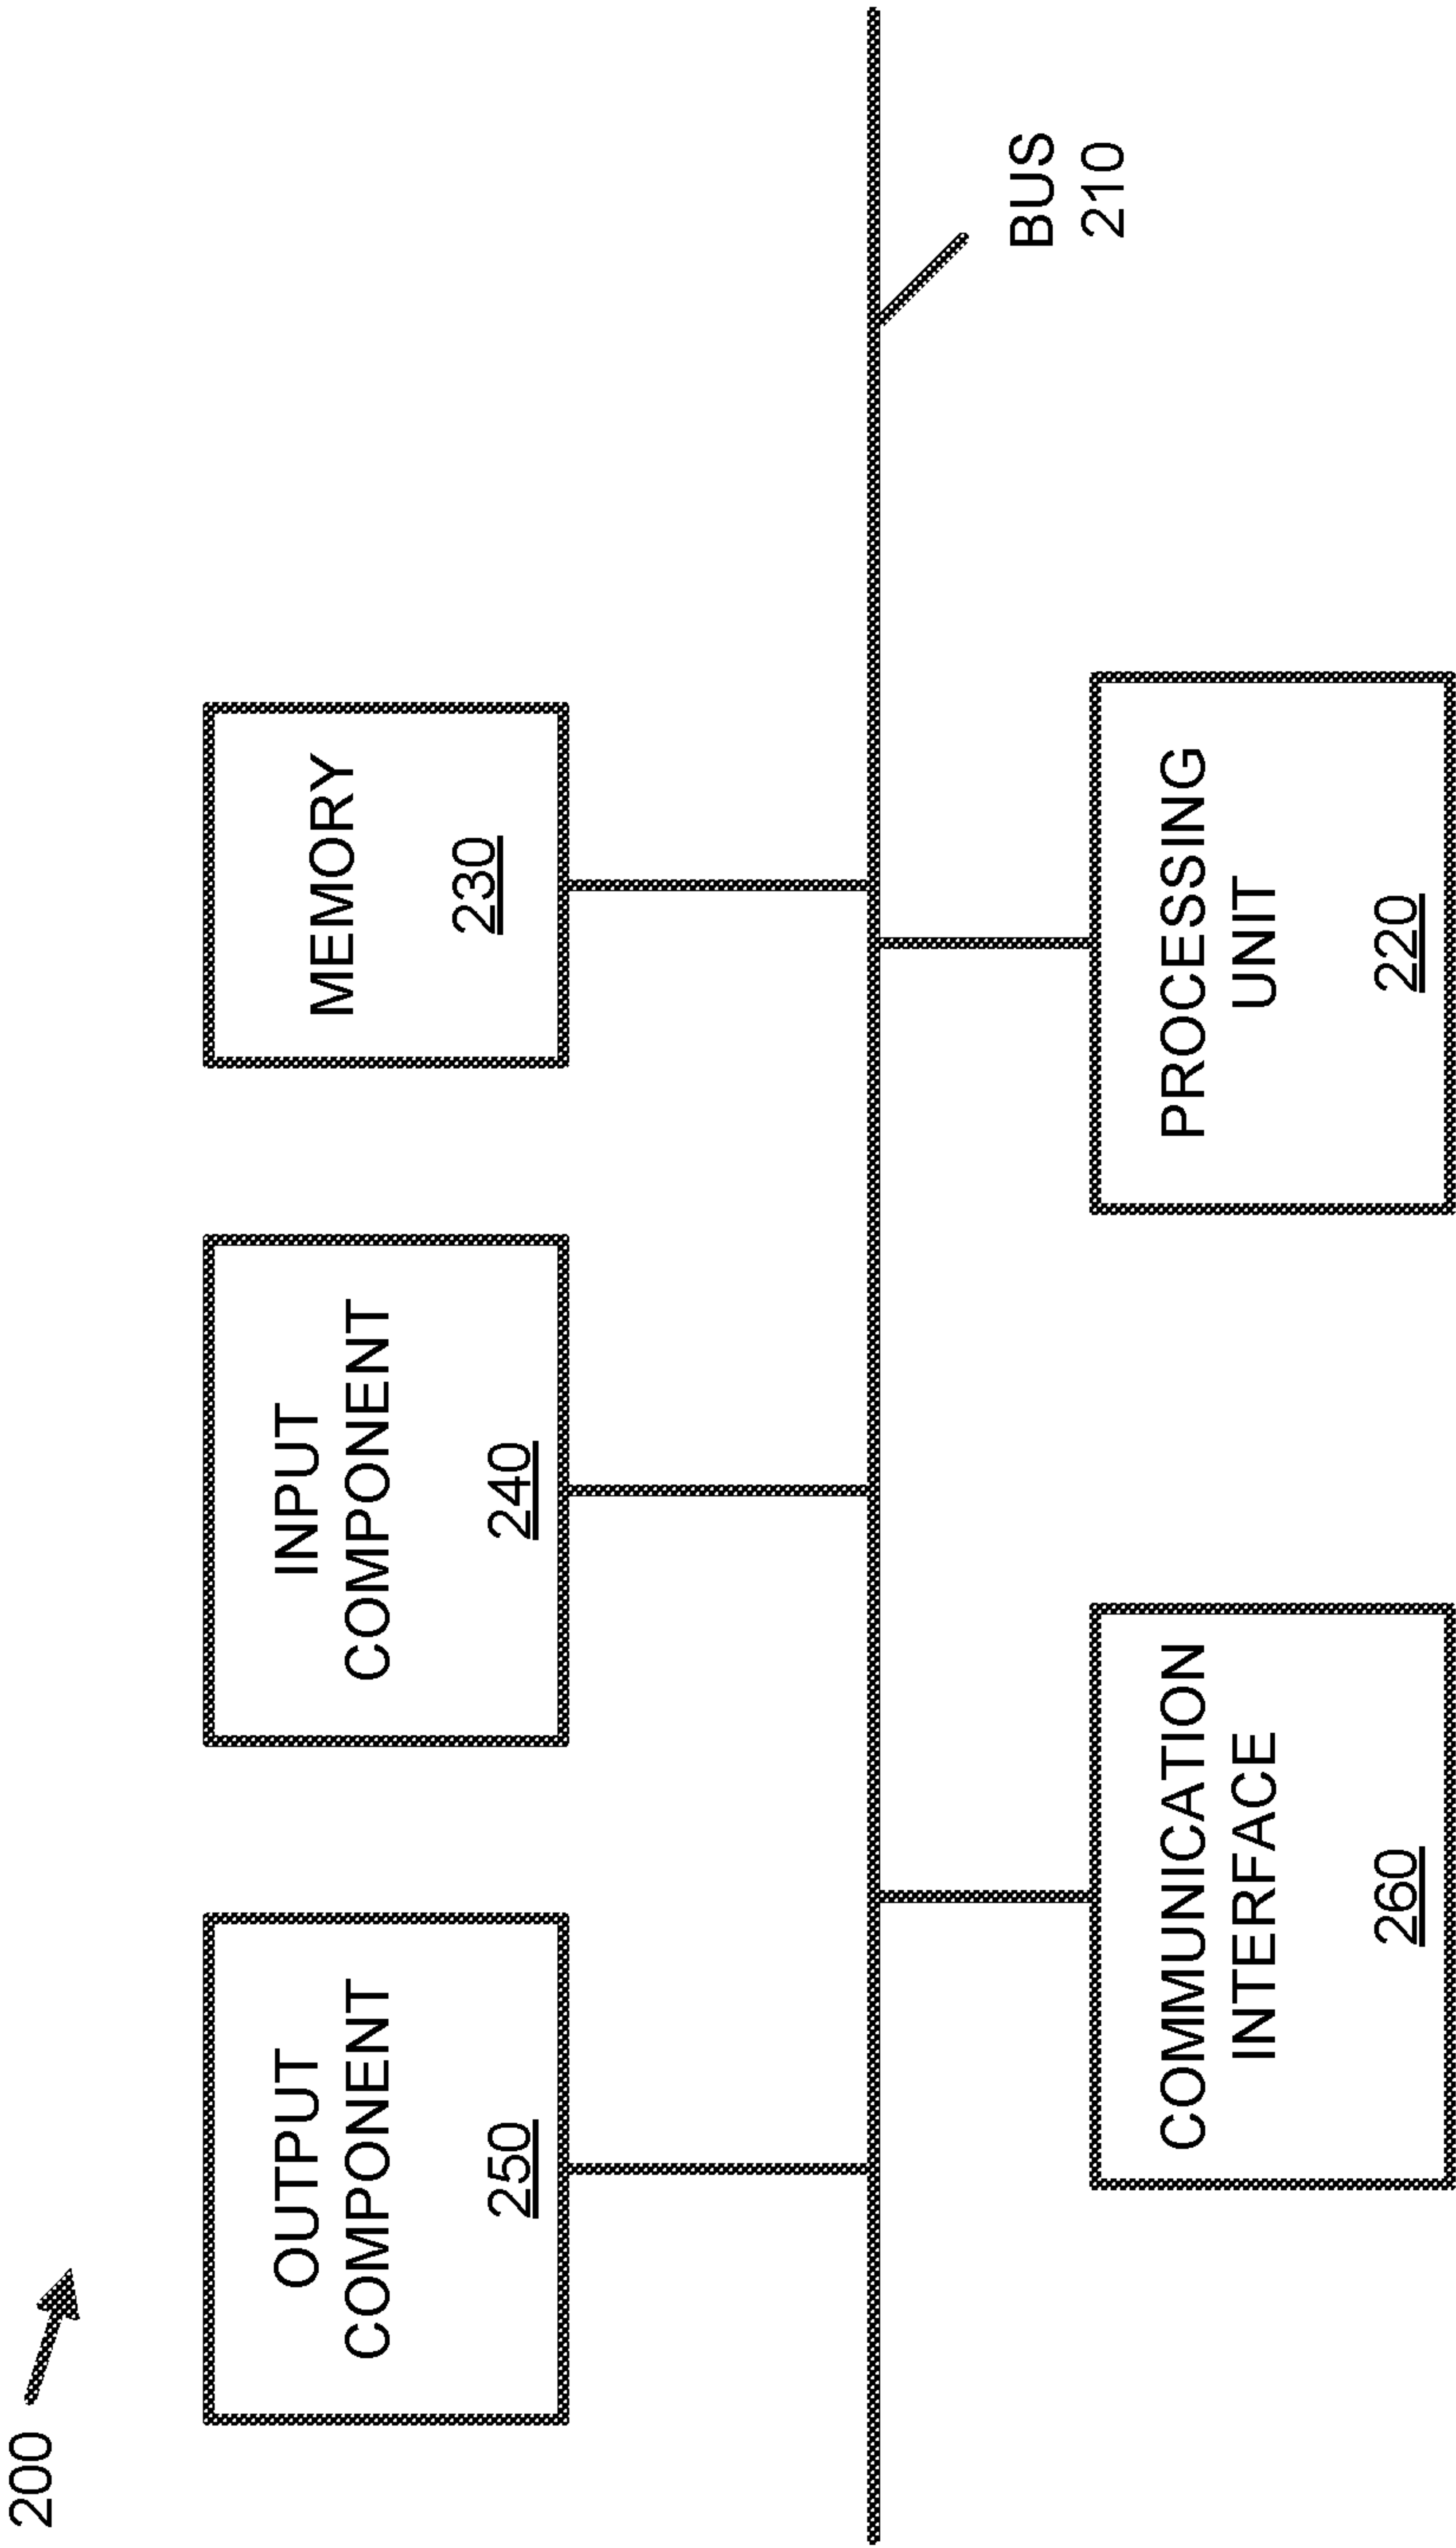 200
OUTPUT
COMPONENT
250
INPUT
COMPONENT
240
MEMORY
230
BUS
210
COMMUNICATION
INTERFACE
260
PROCESSING
UNIT
220